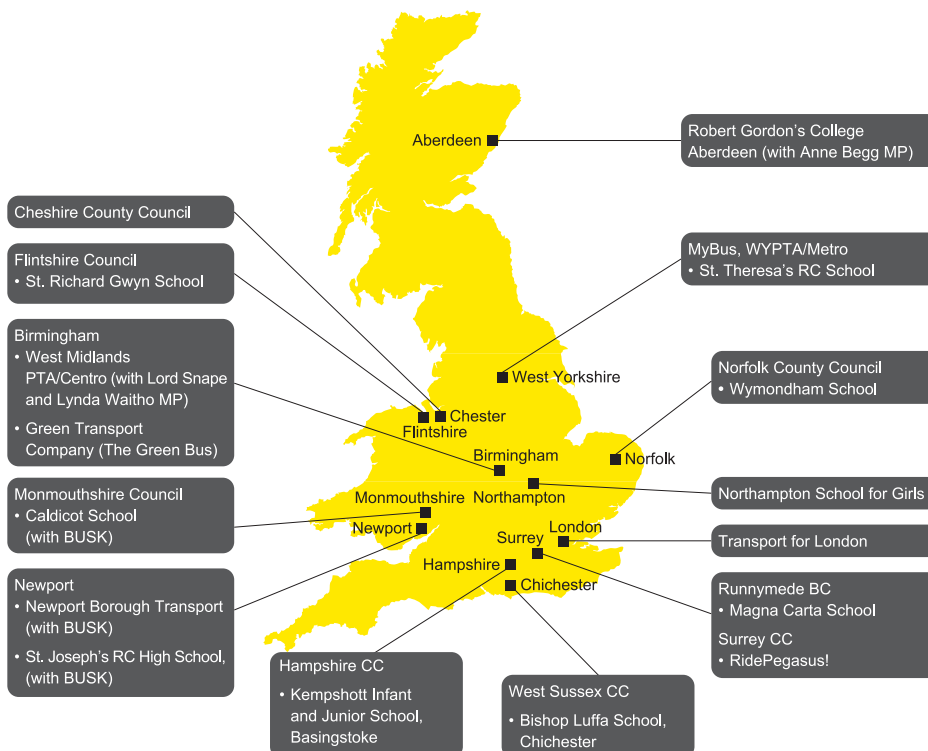 Aberdeen
Robert Gordon's College
Aberdeen (with Anne Begg MP)
Cheshire County Council
Flintshire Council
• St. Richard Gwyn School
MyBus, WYPTA/Metro
• St. Theresa's RC School
Birmingham
• West Midlands
PTA/Centro (with Lord Snape
and Lynda Waitho MP)
• Green Transport
Company (The Green Bus)
West Yorkshire
Norfolk County Council
• Wymondham School
Chester
Flintshire
Birmingham
Norfolk
Monmouthshire Council
• Caldicot School
(with BUSK)
Monmouthshire
Northampton
Northampton School for Girls
Newport
London
Surrey
Transport for London
Hampshire
Chichester
Newport
• Newport Borough Transport
(with BUSK)
• St. Joseph's RC High School,
(with BUSK)
Runnymede BC
• Magna Carta School
Surrey CC
• RidePegasus!
Hampshire CC
• Kempshott Infant
and Junior School,
Basingstoke
West Sussex CC
• Bishop Luffa School,
Chichester